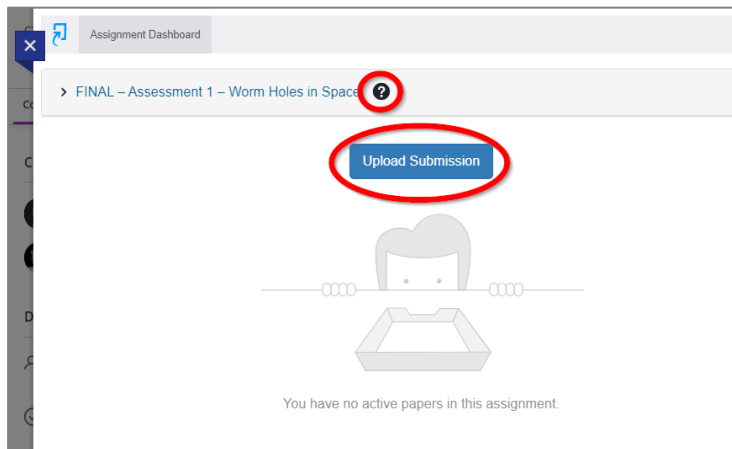 Assignment Dashboard
FINAL – Assessment 1 – Worm Holes in Space
Upload Submission
You have no active papers in this assignment.